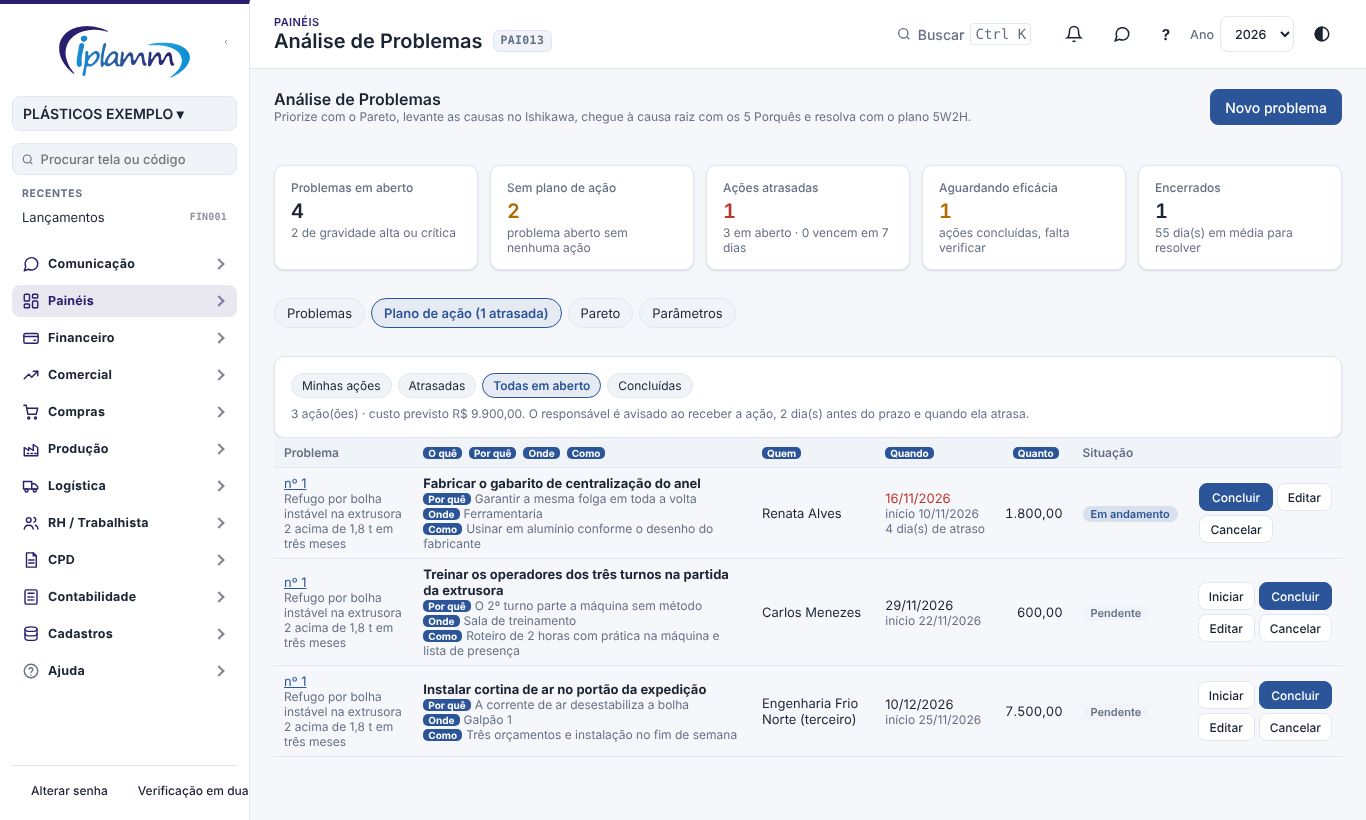 iplamm
PLÁSTICOS EXEMPLO ▾
Procurar tela ou código
RECENTES
Lançamentos FIN001
Comunicação
Painéis
Financeiro
Comercial
Compras
Produção
Logística
RH / Trabalhista
CPD
Contabilidade
Cadastros
Ajuda
Alterar senha Verificação em dua
PAINÉIS
Análise de Problemas PAI013
Buscar Ctrl K ? Ano 2026
Análise de Problemas
Priorize com o Pareto, levante as causas no Ishikawa, chegue à causa raiz com os 5 Porquês e resolva com o plano 5W2H.
Novo problema
Problemas em aberto
4
2 de gravidade alta ou crítica
Sem plano de ação
2
problema aberto sem
nenhuma ação
Ações atrasadas
1
3 em aberto · 0 vencem em 7
dias
Aguardando eficácia
1
ações concluídas, falta
verificar
Encerrados
1
55 dia(s) em média para
resolver
Problemas Plano de ação (1 atrasada) Pareto Parâmetros
Minhas ações Atrasadas Todas em aberto Concluídas
3 ação(ões) · custo previsto R$ 9.900,00. O responsável é avisado ao receber a ação, 2 dia(s) antes do prazo e quando ela atrasa.
Problema O quê Por quê Onde Como Quem Quando Quanto Situação
nº 1
Refugo por bolha
instável na extrusora
2 acima de 1,8 t em
três meses
Fabricar o gabarito de centralização do anel
Por quê Garantir a mesma folga em toda a volta
Onde Ferramentaria
Como Usinar em alumínio conforme o desenho do
fabricante
Renata Alves
16/11/2026
início 10/11/2026
4 dia(s) de atraso
1.800,00
Em andamento
Concluir Editar
Cancelar
nº 1
Refugo por bolha
instável na extrusora
2 acima de 1,8 t em
três meses
Treinar os operadores dos três turnos na partida
da extrusora
Por quê O 2º turno parte a máquina sem método
Onde Sala de treinamento
Como Roteiro de 2 horas com prática na máquina e
lista de presença
Carlos Menezes
29/11/2026
início 22/11/2026
600,00
Pendente
Iniciar Concluir
Editar Cancelar
nº 1
Refugo por bolha
instável na extrusora
2 acima de 1,8 t em
três meses
Instalar cortina de ar no portão da expedição
Por quê A corrente de ar desestabiliza a bolha
Onde Galpão 1
Como Três orçamentos e instalação no fim de semana
Engenharia Frio
Norte (terceiro)
10/12/2026
início 25/11/2026
7.500,00
Pendente
Iniciar Concluir
Editar Cancelar